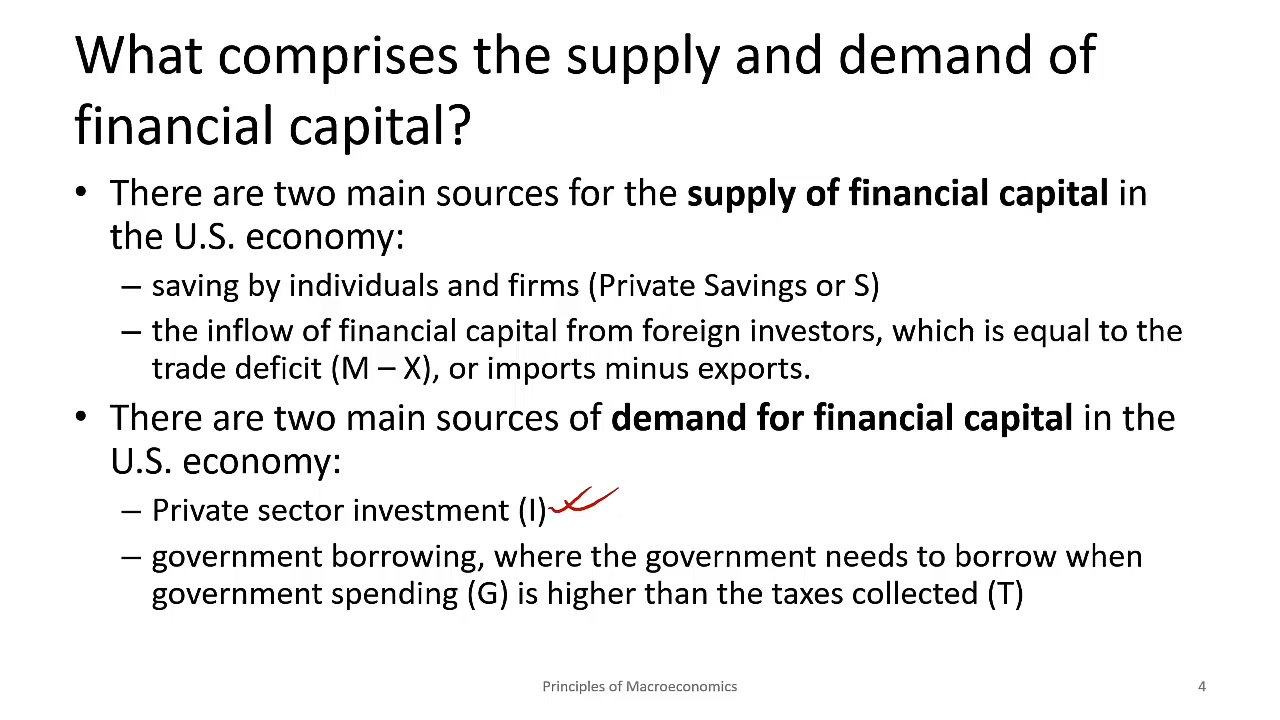 What comprises the supply and demand of
financial capital?
• There are two main sources for the supply of financial capital in
the U.S. economy:
– saving by individuals and firms (Private Savings or S)
– the inflow of financial capital from foreign investors, which is equal to the
trade deficit (M – X), or imports minus exports.
• There are two main sources of demand for financial capital in the
U.S. economy:
– Private sector investment (I)
– government borrowing, where the government needs to borrow when
government spending (G) is higher than the taxes collected (T)
Principles of Macroeconomics
4